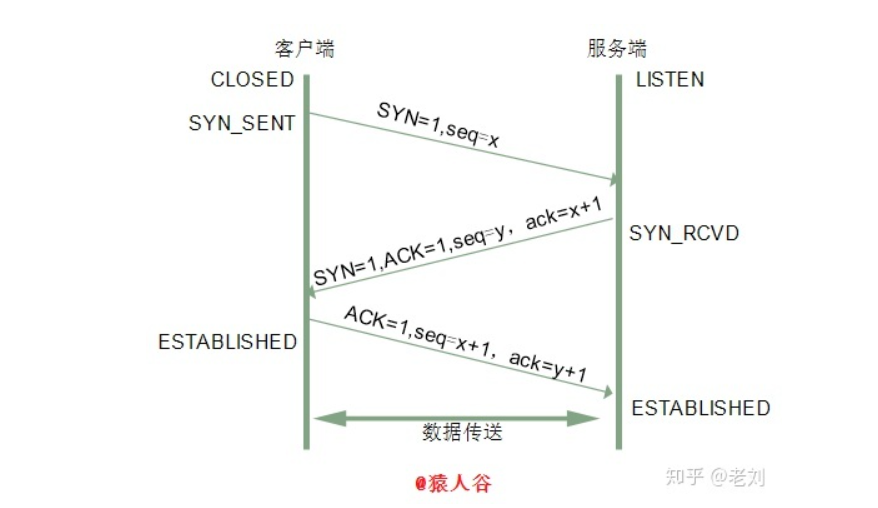 客户端
服务端
CLOSED
LISTEN
SYN_SENT
SYN=1,seq=x
SYN=1,ACK=1,seq=y，ack=x+1
SYN_RCVD
ACK=1,seq=x+1，ack=y+1
ESTABLISHED
ESTABLISHED
数据传送
@猿人谷
知乎 @老刘